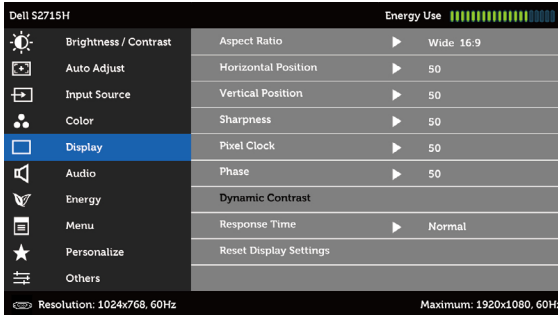 Dell S2715H Energy Use
Brightness / Contrast Aspect Ratio Wide 16:9
Auto Adjust Horizontal Position 50
Input Source Vertical Position 50
Color Sharpness 50
Display Pixel Clock 50
Audio Phase 50
Energy Dynamic Contrast
Menu Response Time Normal
Personalize Reset Display Settings
Others
Resolution: 1024x768, 60Hz Maximum: 1920x1080, 60Hz